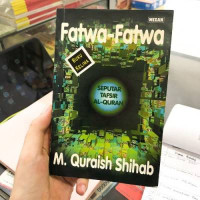 MIZAN
Fatwa-Fatwa
SEPUTAR
TAFSIR
AL-QURAN
M. Quraish Shihab